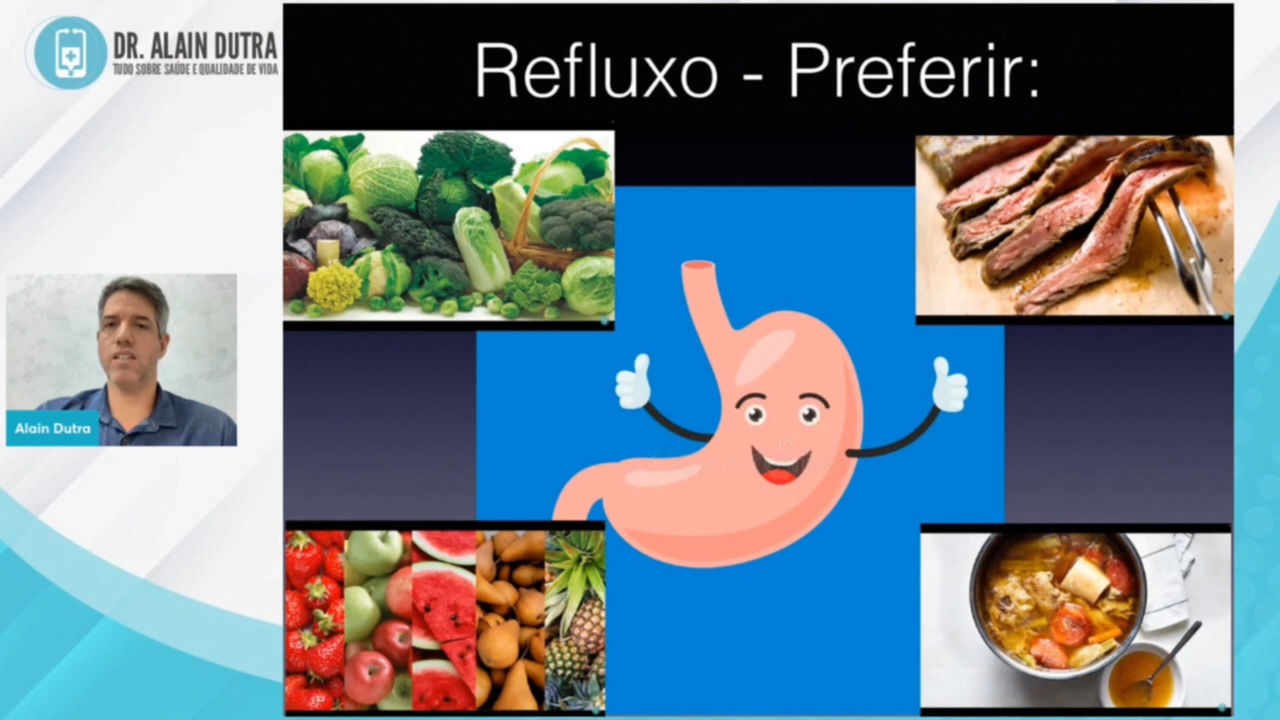 DR. ALAIN DUTRA
TUDO SOBRE SAÚDE E QUALIDADE DE VIDA
Refluxo - Preferir:
Alain Dutra